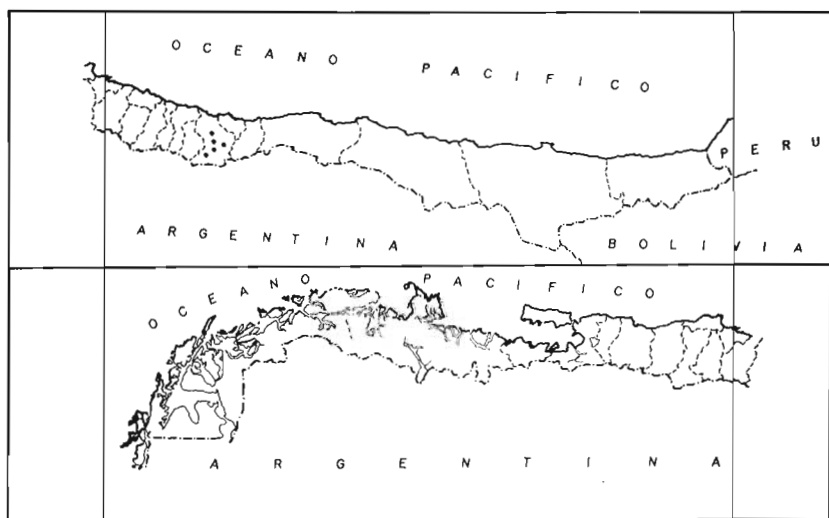 OCEANO PACIFICO
PERU
ARGENTINA BOLIVIA
OCEANO PACIFICO
ARGENTINA